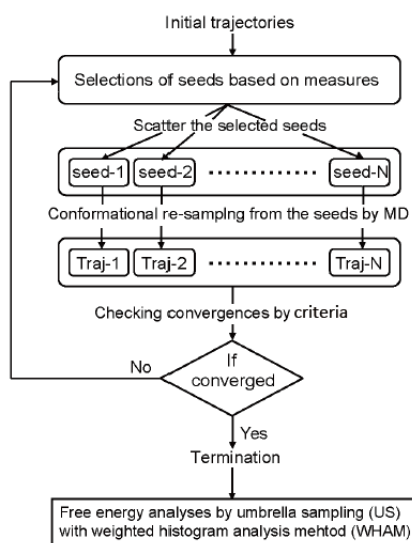 Initial trajectories
Selections of seeds based on measures
Scatter the selected seeds
seed-1 seed-2 ................ seed-N
Conformational re-samplng from the seeds by MD
Traj-1 Traj-2 ................ Traj-N
Checking convergences by criteria
No
If
converged
Yes
Termination
Free energy analyses by umbrella sampling (US)
with weighted histogram analysis mehtod (WHAM)